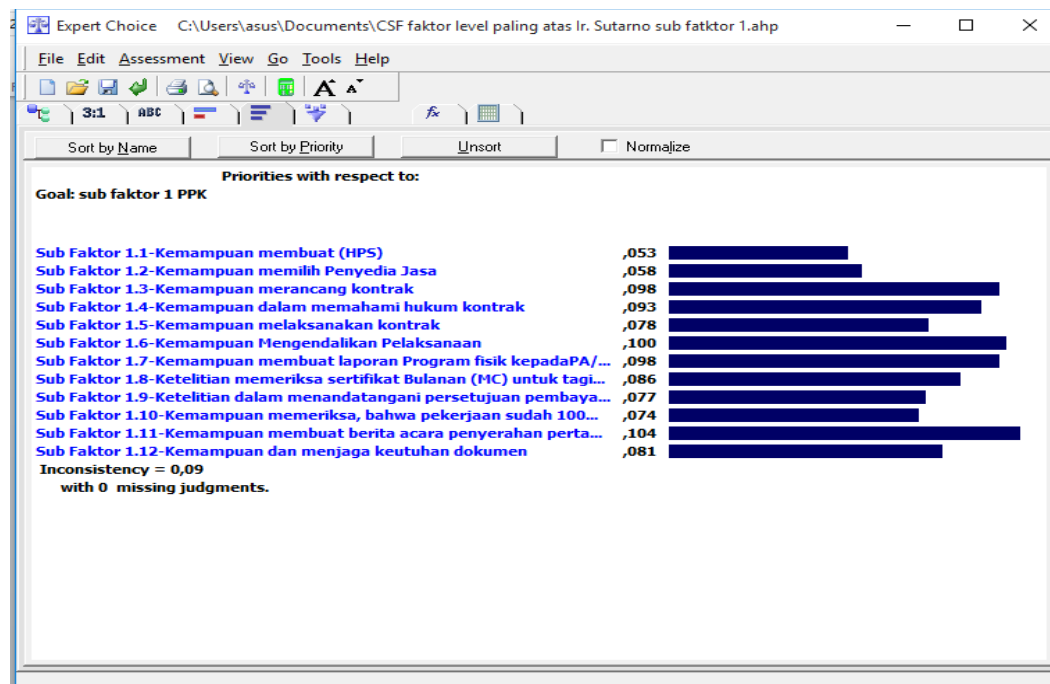 Expert Choice C:\Users\asus\Documents\CSF faktor level paling atas Ir. Sutarno sub fatktor 1.ahp
File Edit Assessment View Go Tools Help
A A
3:1 ABC fx
Sort by Name Sort by Priority Unsort Normalize
Priorities with respect to:
Goal: sub faktor 1 PPK
Sub Faktor 1.1-Kemampuan membuat (HPS) ,053
Sub Faktor 1.2-Kemampuan memilih Penyedia Jasa ,058
Sub Faktor 1.3-Kemampuan merancang kontrak ,098
Sub Faktor 1.4-Kemampuan dalam memahami hukum kontrak ,093
Sub Faktor 1.5-Kemampuan melaksanakan kontrak ,078
Sub Faktor 1.6-Kemampuan Mengendalikan Pelaksanaan ,100
Sub Faktor 1.7-Kemampuan membuat laporan Program fisik kepadaPA/... ,098
Sub Faktor 1.8-Ketelitian memeriksa sertifikat Bulanan (MC) untuk tagi... ,086
Sub Faktor 1.9-Ketelitian dalam menandatangani persetujuan pembaya... ,077
Sub Faktor 1.10-Kemampuan memeriksa, bahwa pekerjaan sudah 100... ,074
Sub Faktor 1.11-Kemampuan membuat berita acara penyerahan perta... ,104
Sub Faktor 1.12-Kemampuan dan menjaga keutuhan dokumen ,081
Inconsistency = 0,09
with 0 missing judgments.